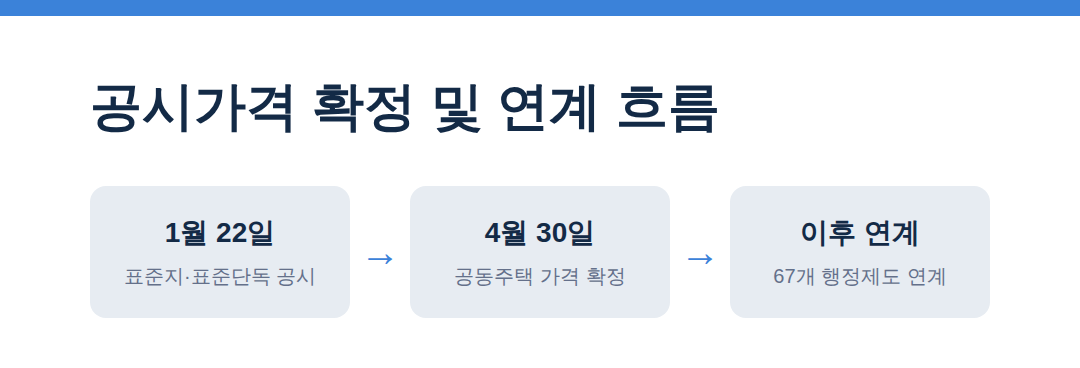 공시가격 확정 및 연계 흐름
1월 22일
표준지·표준단독 공시
→
4월 30일
공동주택 가격 확정
→
이후 연계
67개 행정제도 연계